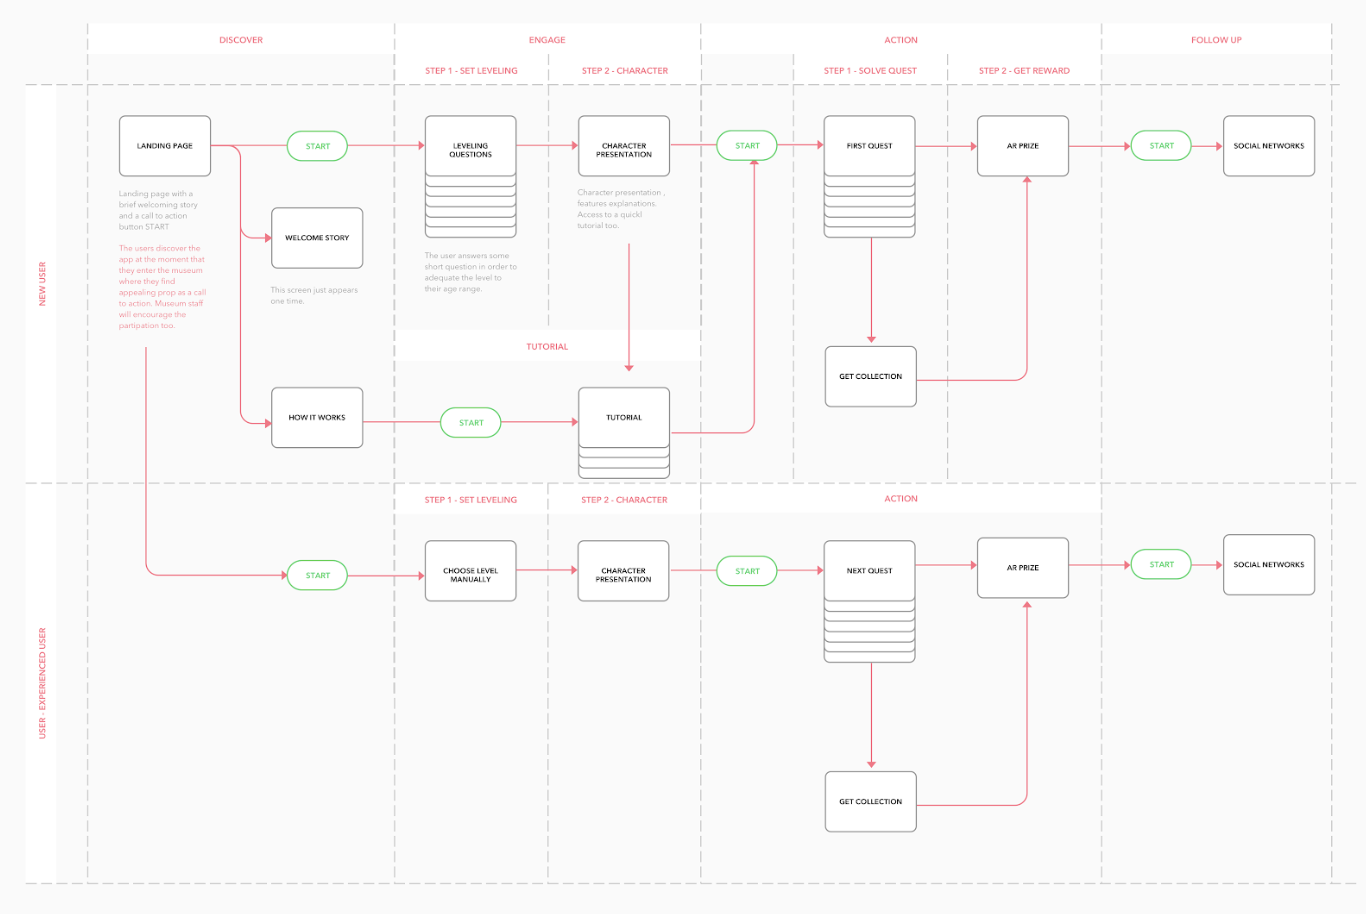 DISCOVER
ENGAGE
ACTION
FOLLOW UP
STEP 1 - SET LEVELING
STEP 2 - CHARACTER
STEP 1 - SOLVE QUEST
STEP 2 - GET REWARD
NEW USER
LANDING PAGE
START
LEVELING
QUESTIONS
CHARACTER
PRESENTATION
START
FIRST QUEST
AR PRIZE
START
SOCIAL NETWORKS
Landing page with a
brief welcoming story
and a call to action
button START
The users discover the
app at the moment that
they enter the museum
where they find
appealing prop as a call
to action. Museum staff
will encourage the
partipation too.
WELCOME STORY
This screen just appears
one time.
The user answers some
short question in order to
adequate the level to
their age range.
Character presentation ,
features explanations.
Access to a quickl
tutorial too.
TUTORIAL
GET COLLECTION
HOW IT WORKS
START
TUTORIAL
STEP 1 - SET LEVELING
STEP 2 - CHARACTER
ACTION
USER - EXPERIENCED USER
START
CHOOSE LEVEL
MANUALLY
CHARACTER
PRESENTATION
START
NEXT QUEST
AR PRIZE
START
SOCIAL NETWORKS
GET COLLECTION